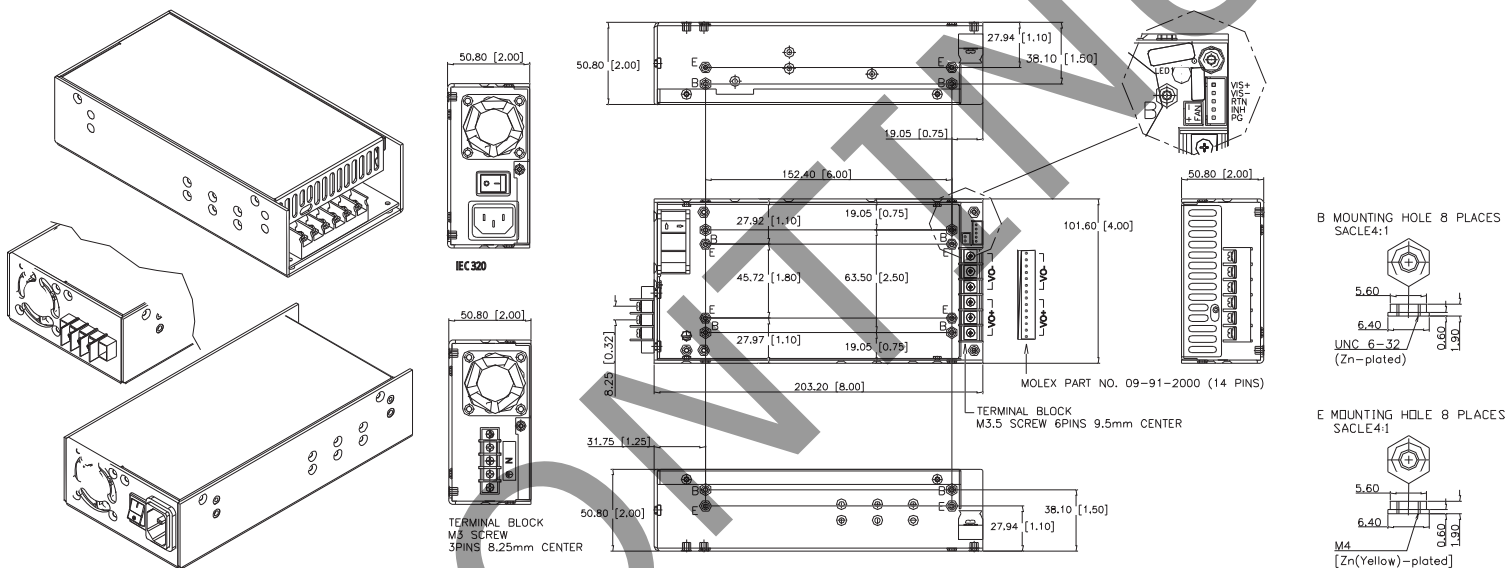 50.80 [2.00]
IEC 320
50.80 [2.00]
L N
TERMINAL BLOCK
M3 SCREW
3PINS 8.25mm CENTER
50.80 [2.00]
E
B
E
B
27.94 [1.10]
38.10 [1.50]
19.05 [0.75]
152.40 [6.00]
27.92 [1.10]
19.05 [0.75]
B
E
B
E
45.72 [1.80]
63.50 [2.50]
E
B
E
B
27.97 [1.10]
19.05 [0.75]
8.25 [0.32]
203.20 [8.00]
101.60 [4.00]
VO-
VO+
VO-
VO+
MOLEX PART NO. 09-91-2000 (14 PINS)
TERMINAL BLOCK
M3.5 SCREW 6PINS 9.5mm CENTER
31.75 [1.25]
50.80 [2.00]
B
E
B
E
27.94 [1.10]
38.10 [1.50]
LED1
B
+ -
FAN
VIS+
VIS-
RTN
INH
PG
50.80 [2.00]
B MOUNTING HOLE 8 PLACES
SACLE4:1
5.60
6.40
0.60
1.90
UNC 6-32
(Zn-plated)
E MOUNTING HOLE 8 PLACES
SACLE4:1
5.60
6.40
0.60
1.90
M4
[Zn(Yellow)-plated]